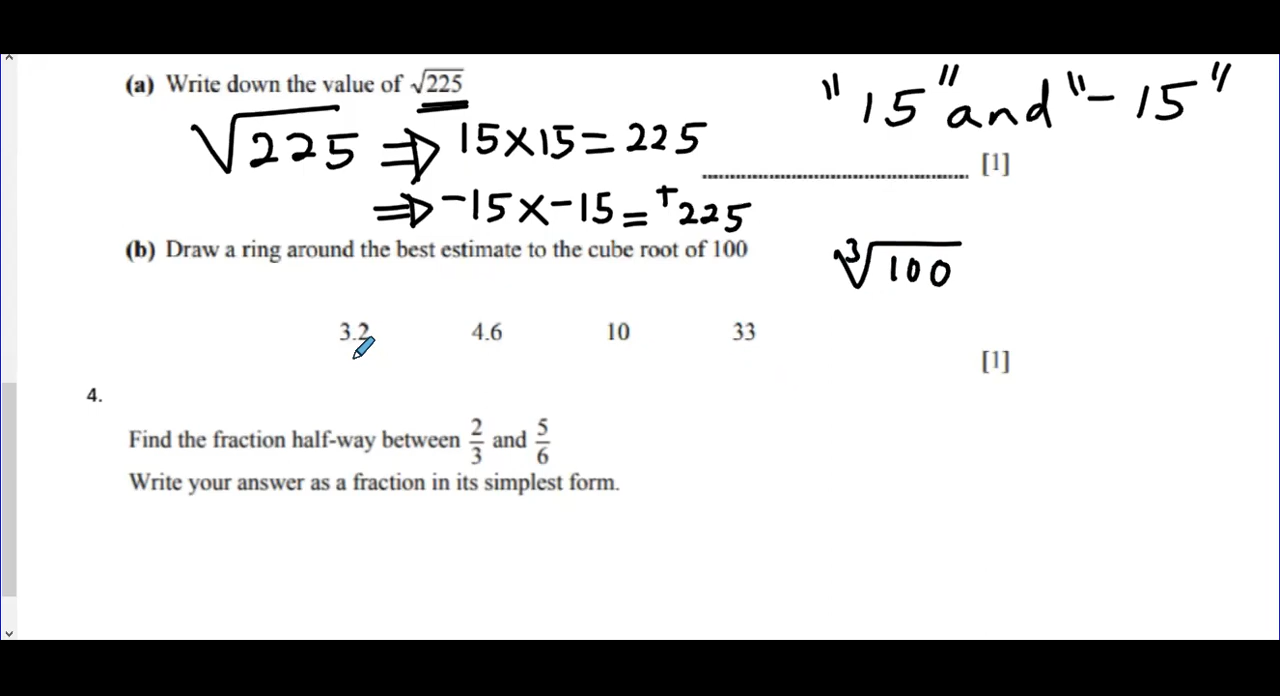 (a) Write down the value of √225
"15" and "-15"
√225 ⇒ 15×15=225
[1]
⇒ -15×-15=+225
(b) Draw a ring around the best estimate to the cube root of 100
∛100
3.2 4.6 10 33
[1]
4.
Find the fraction half-way between 2/3 and 5/6
Write your answer as a fraction in its simplest form.